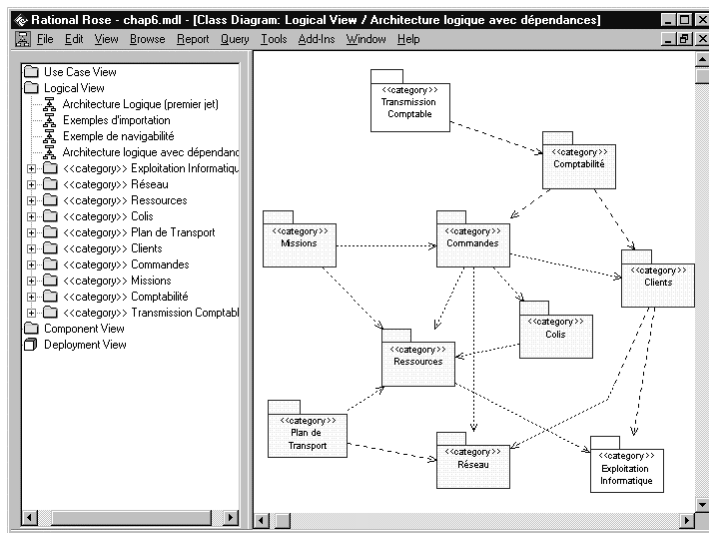 Rational Rose - chap6.mdl - [Class Diagram: Logical View / Architecture logique avec dépendances]
File Edit View Browse Report Query Tools Add-Ins Window Help
Use Case View
Logical View
Architecture Logique (premier jet)
Exemples d'importation
Exemple de navigabilité
Architecture logique avec dépendanc
<<category>> Exploitation Informatiqu
<<category>> Réseau
<<category>> Ressources
<<category>> Colis
<<category>> Plan de Transport
<<category>> Clients
<<category>> Commandes
<<category>> Missions
<<category>> Comptabilité
<<category>> Transmission Comptabl
Component View
Deployment View
<<category>>
Transmission
Comptable
<<category>>
Comptabilité
<<category>>
Missions
<<category>>
Commandes
<<category>>
Clients
<<category>>
Colis
<<category>>
Ressources
<<category>>
Plan de
Transport
<<category>>
Réseau
<<category>>
Exploitation
Informatique